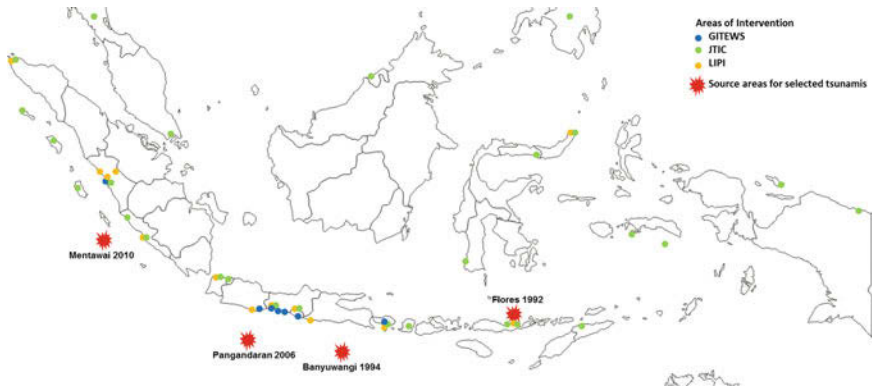 Areas of Intervention
GITEWS
JTIC
LIPI
Source areas for selected tsunamis
Mentawai 2010
Flores 1992
Pangandaran 2006
Banyuwangi 1994